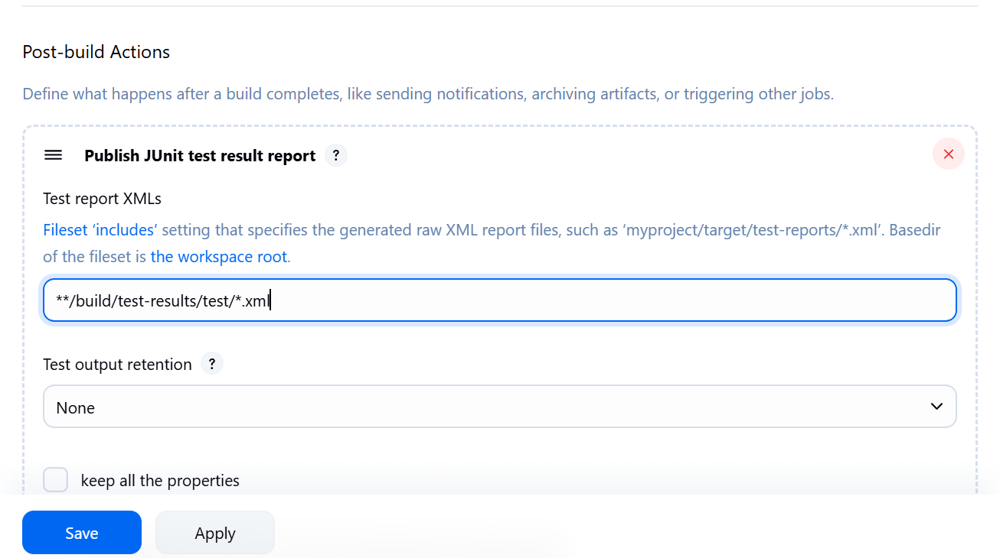 Post-build Actions
Define what happens after a build completes, like sending notifications, archiving artifacts, or triggering other jobs.
Publish JUnit test result report ?
Test report XMLs
Fileset ‘includes’ setting that specifies the generated raw XML report files, such as ‘myproject/target/test-reports/*.xml’. Basedir
of the fileset is the workspace root.
**/build/test-results/test/*.xml
Test output retention ?
None
keep all the properties
Save Apply